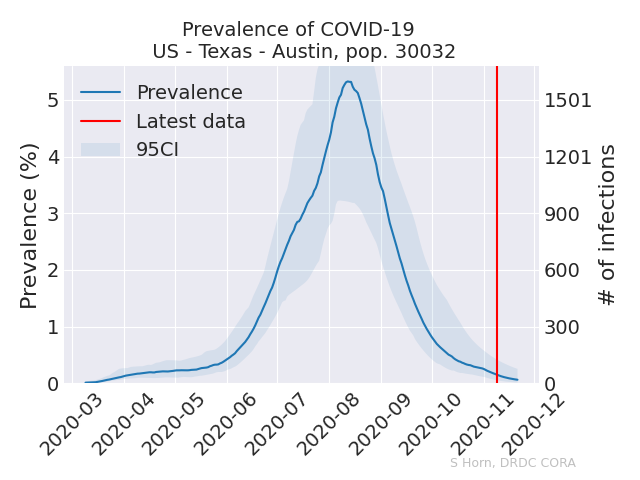 Prevalence of COVID-19
US - Texas - Austin, pop. 30032
Prevalence
Latest data
95CI
Prevalence (%)
5
4
3
2
1
0
1501
1201
900
600
300
0
# of infections
2020-03
2020-04
2020-05
2020-06
2020-07
2020-08
2020-09
2020-10
2020-11
2020-12
S Horn, DRDC CORA